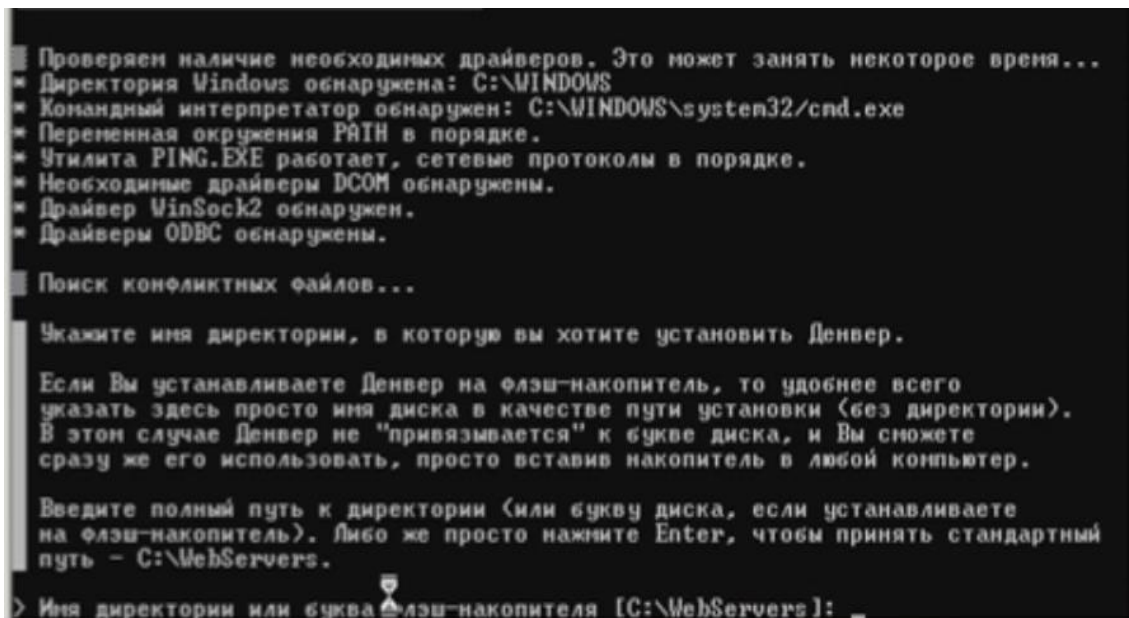 Проверяем наличие необходимых драйверов. Это может занять некоторое время...
* Директория Windows обнаружена: C:\WINDOWS
* Командный интерпретатор обнаружен: C:\WINDOWS\system32/cmd.exe
* Переменная окружения PATH в порядке.
* Утилита PING.EXE работает, сетевые протоколы в порядке.
* Необходимые драйверы DCOM обнаружены.
* Драйвер WinSock2 обнаружен.
* Драйверы ODBC обнаружены.
Поиск конфликтных файлов...
Укажите имя директории, в которую вы хотите установить Денвер.
Если Вы устанавливаете Денвер на флэш-накопитель, то удобнее всего
указать здесь просто имя диска в качестве пути установки (без директории).
В этом случае Денвер не "привязывается" к букве диска, и Вы сможете
сразу же его использовать, просто вставив накопитель в любой компьютер.
Введите полный путь к директории (или букву диска, если устанавливаете
на флэш-накопитель). Либо же просто нажмите Enter, чтобы принять стандартный
путь - C:\WebServers.
> Имя директории или буква флэш-накопителя [C:\WebServers]: _